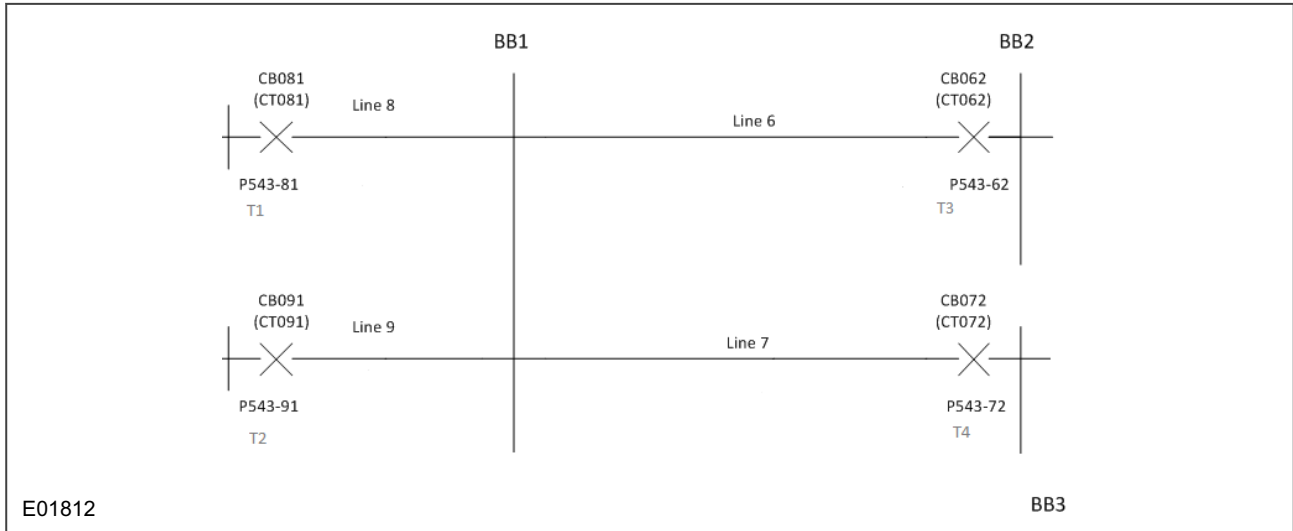 BB1
BB2
CB081
(CT081)
Line 8
Line 6
CB062
(CT062)
P543-81
T1
P543-62
T3
CB091
(CT091)
Line 9
Line 7
CB072
(CT072)
P543-91
T2
P543-72
T4
E01812
BB3